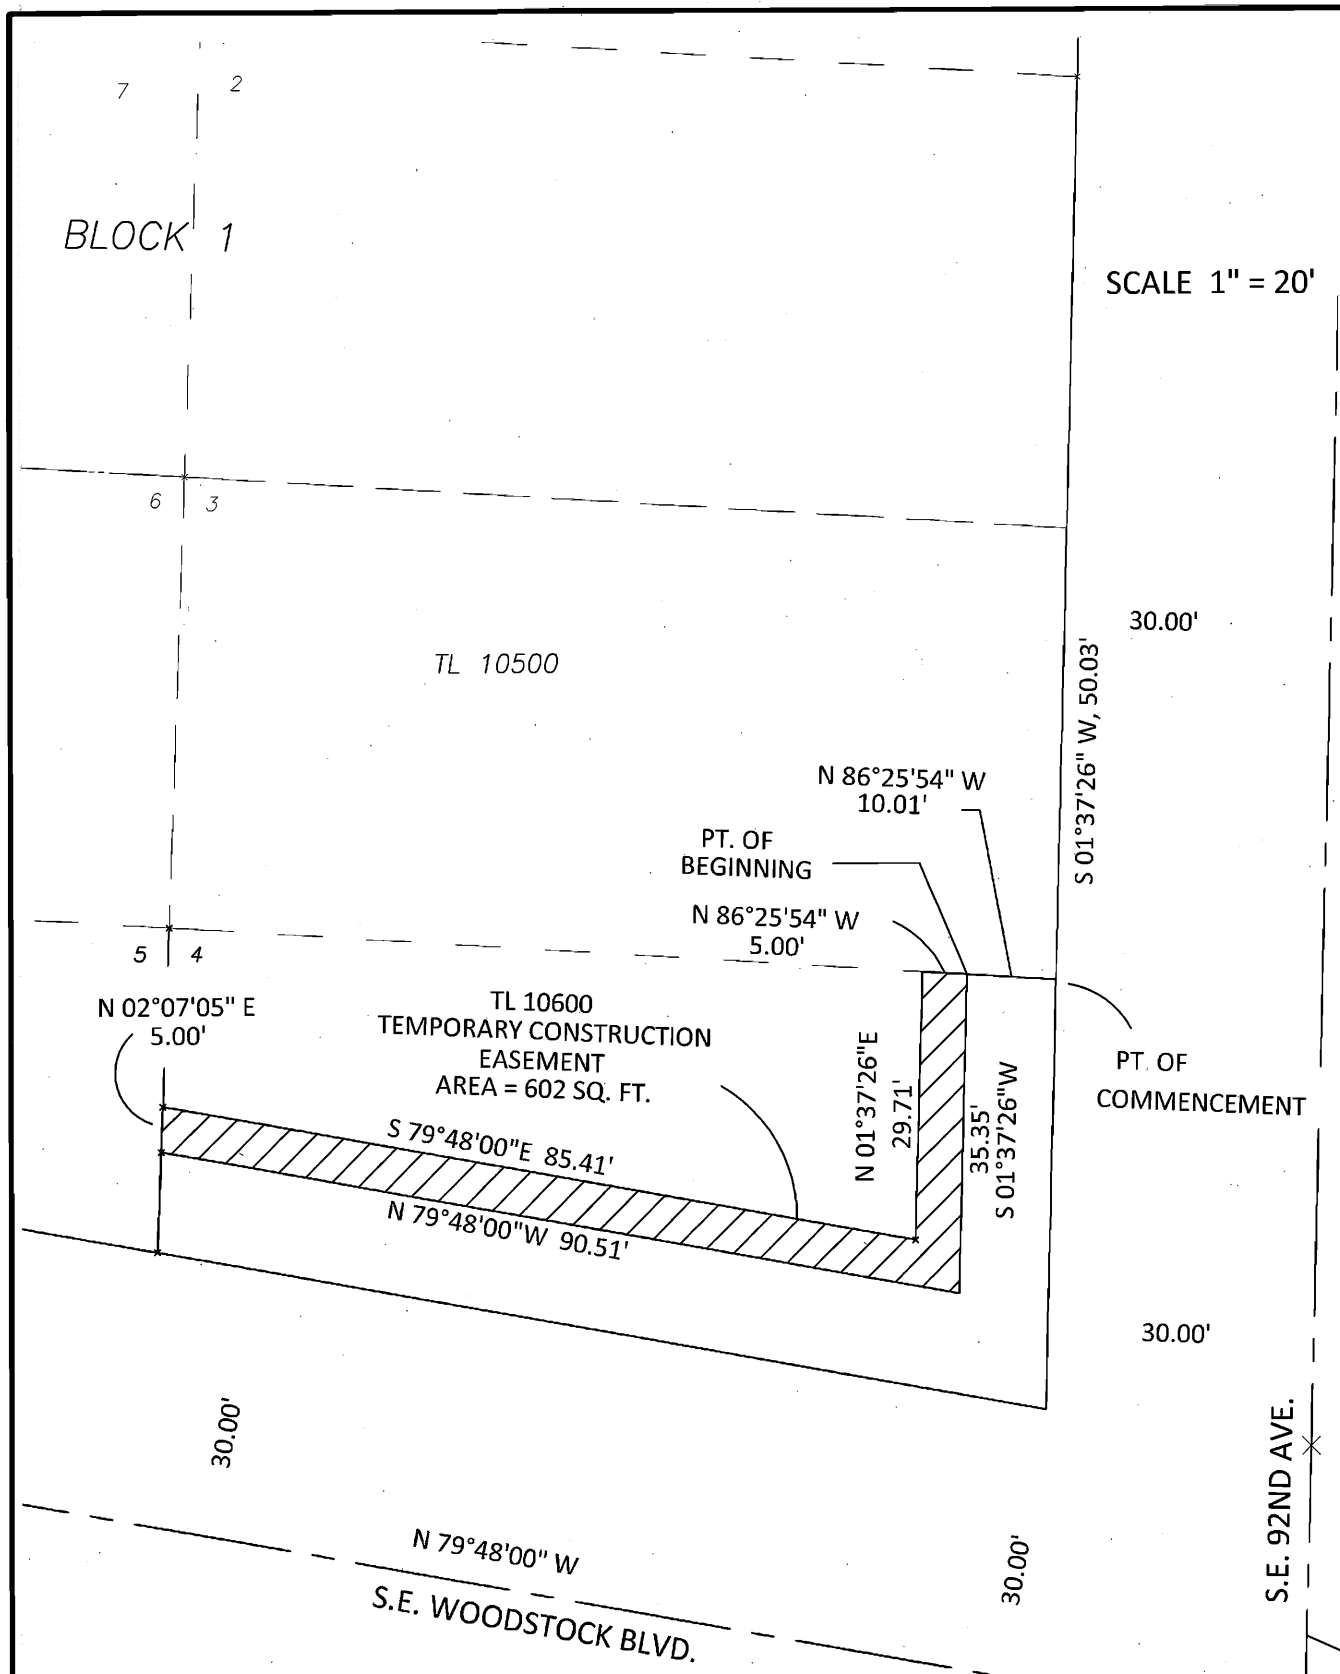 7
2
BLOCK 1
SCALE 1" = 20'
6
3
30.00'
TL 10500
S 01°37'26" W, 50.03'
N 86°25'54" W
10.01'
PT. OF
BEGINNING
N 86°25'54" W
5.00'
5
4
N 02°07'05" E
5.00'
TL 10600
TEMPORARY CONSTRUCTION
EASEMENT
AREA = 602 SQ. FT.
N 01°37'26"E
29.71'
35.35'
S 01°37'26"W
PT. OF
COMMENCEMENT
S 79°48'00"E 85.41'
N 79°48'00"W 90.51'
30.00'
30.00'
S.E. 92ND AVE.
N 79°48'00" W
30.00'
S.E. WOODSTOCK BLVD.